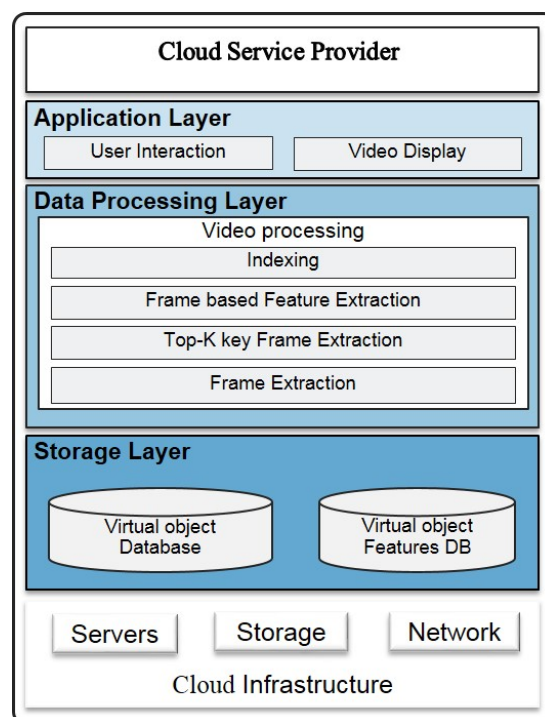 Cloud Service Provider
Application Layer
User Interaction
Video Display
Data Processing Layer
Video processing
Indexing
Frame based Feature Extraction
Top-K key Frame Extraction
Frame Extraction
Storage Layer
Virtual object
Database
Virtual object
Features DB
Servers
Storage
Network
Cloud Infrastructure